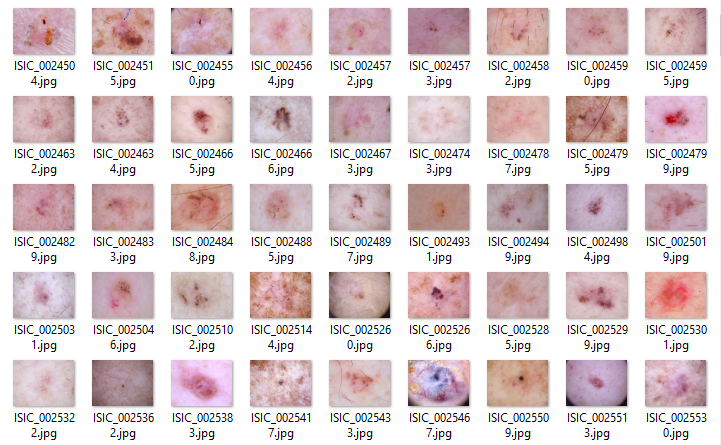 ISIC_002450 ISIC_002451 ISIC_002455 ISIC_002456 ISIC_002457 ISIC_002457 ISIC_002458 ISIC_002459 ISIC_002459
4.jpg 5.jpg 0.jpg 4.jpg 2.jpg 3.jpg 2.jpg 0.jpg 5.jpg
ISIC_002463 ISIC_002463 ISIC_002466 ISIC_002466 ISIC_002467 ISIC_002474 ISIC_002478 ISIC_002479 ISIC_002479
2.jpg 4.jpg 5.jpg 6.jpg 3.jpg 3.jpg 7.jpg 5.jpg 9.jpg
ISIC_002482 ISIC_002483 ISIC_002484 ISIC_002488 ISIC_002489 ISIC_002493 ISIC_002494 ISIC_002498 ISIC_002501
9.jpg 3.jpg 8.jpg 5.jpg 7.jpg 1.jpg 9.jpg 4.jpg 9.jpg
ISIC_002503 ISIC_002504 ISIC_002510 ISIC_002514 ISIC_002526 ISIC_002526 ISIC_002528 ISIC_002529 ISIC_002530
1.jpg 6.jpg 2.jpg 4.jpg 0.jpg 6.jpg 5.jpg 9.jpg 1.jpg
ISIC_002532 ISIC_002536 ISIC_002538 ISIC_002541 ISIC_002543 ISIC_002546 ISIC_002550 ISIC_002551 ISIC_002553
2.jpg 2.jpg 3.jpg 7.jpg 3.jpg 7.jpg 9.jpg 3.jpg 0.jpg